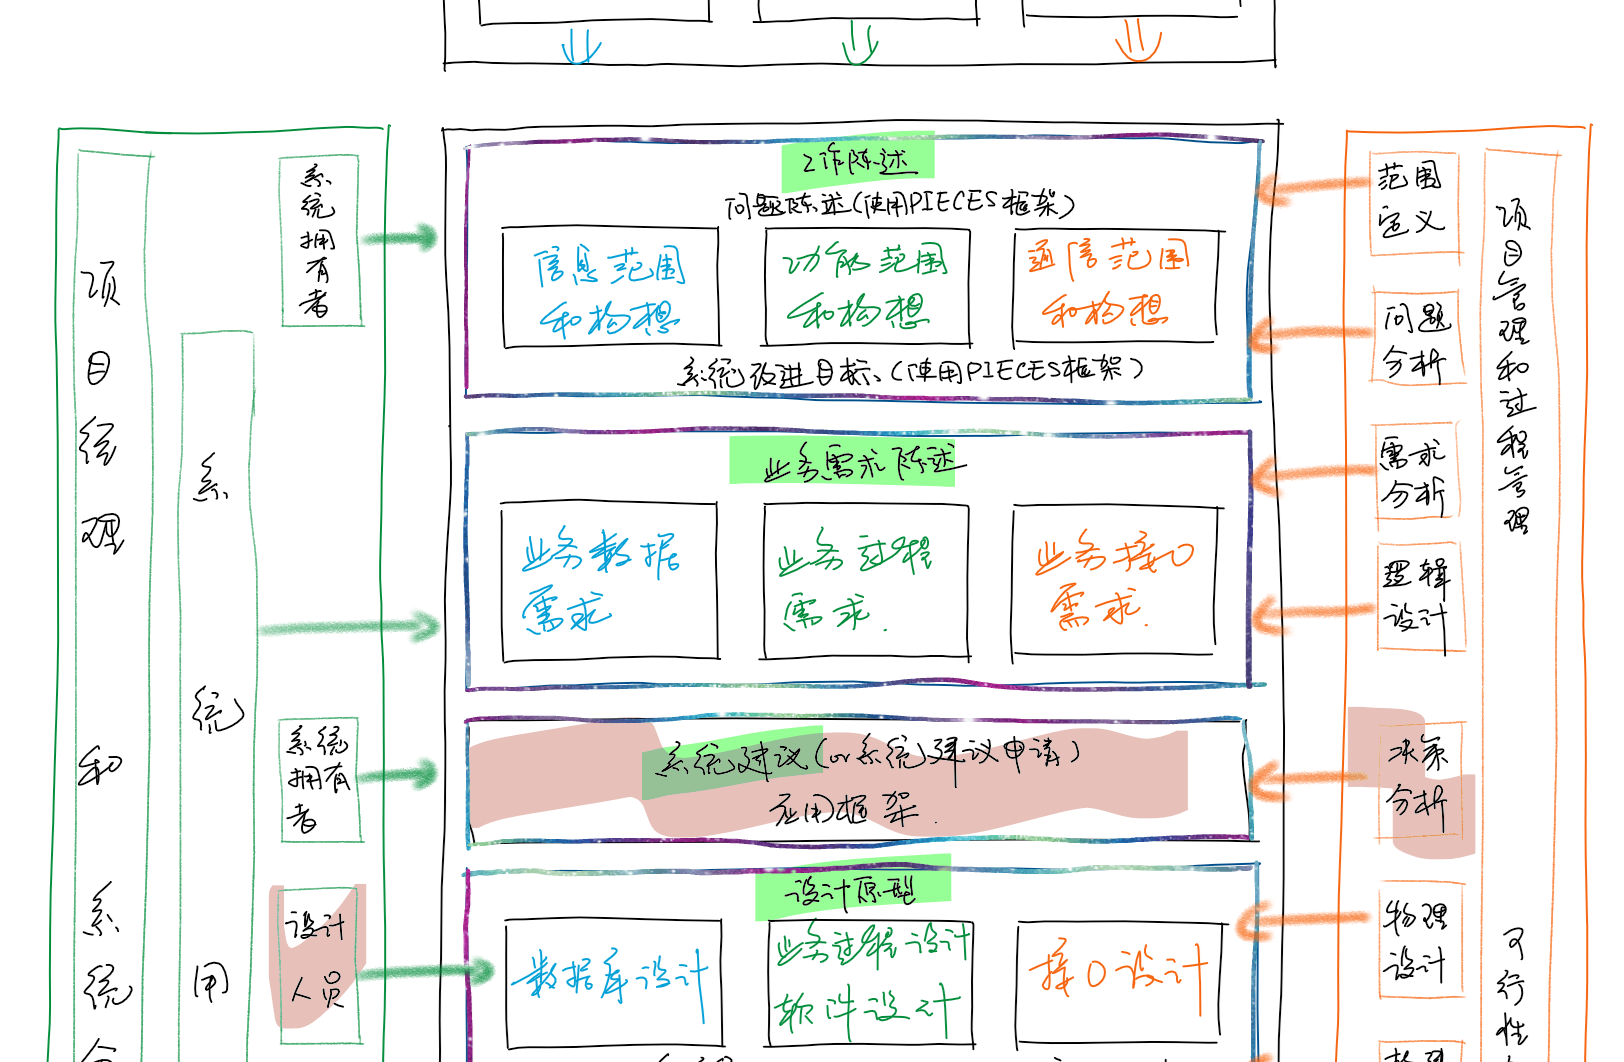 项目经理和系统分
系统用
系统拥有者
系统拥有者
设计
人员
工作陈述
问题陈述(使用PIECES框架)
信息范围
和构想
功能范围
和构想
通信范围
和构想
系统改进目标、(使用PIECES框架)
业务需求陈述
业务数据
需求
业务过程
需求.
业务接口
需求.
系统建议(or系统建议申请)
应用框架.
设计原型
数据库设计
业务过程设计
软件设计
接口设计
范围
定义
问题
分析
需求
分析
逻辑
设计
决策
分析
物理
设计
项目管理和过程管理
可行性